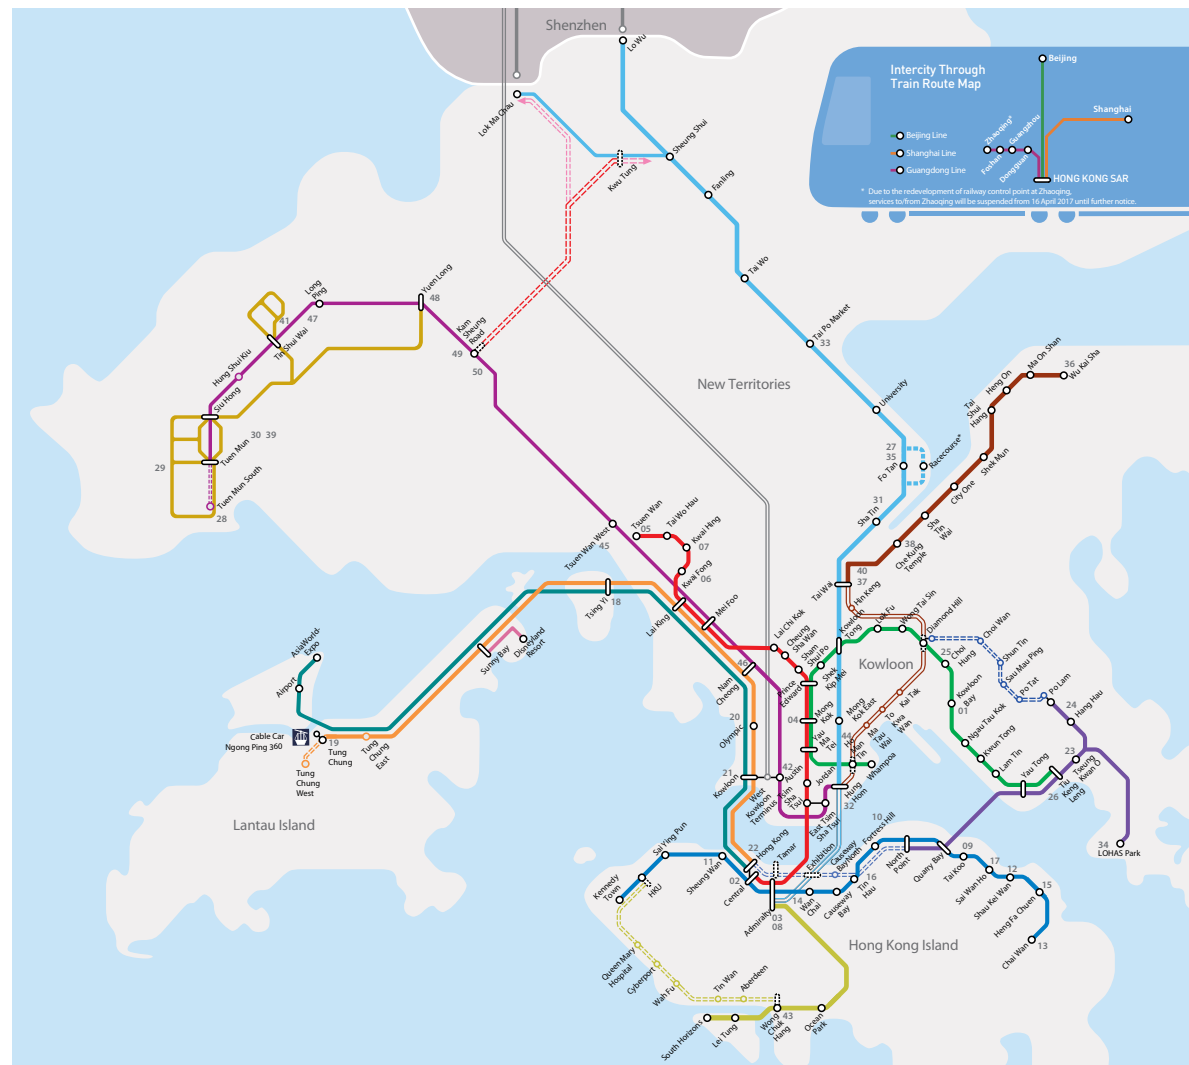 Shenzhen
Lo Wu
Lok Ma Chau
Sheung Shui
Kwu Tung
Fanling
Tai Wo
Tai Po Market
33
University
Intercity Through
Train Route Map
Beijing Line
Shanghai Line
Guangdong Line
Beijing
Shanghai
Zhaoqing*
Foshan
Guangzhou
Dongguan
HONG KONG SAR
* Due to the redevelopment of railway control point at Zhaoqing,
services to/from Zhaoqing will be suspended from 16 April 2017 until further notice.
New Territories
Yuen Long
48
Long
Ping
47
41
Tin Shui Wai
Hung Shui Kiu
Siu Hong
Kam
Sheung
Road
49
50
30 39
Tuen Mun
29
Tuen Mun South
28
27
35
Fo Tan
Racecourse*
31
Sha Tin
Tai
Shui
Hang
Heng On
Ma On Shan
36
Wu Kai Sha
Shek Mun
City One
Sha
Tin
Wai
38
Che Kung
Temple
40
37
Tai Wai
Hin Keng
Tsuen Wan West
45
Tsuen Wan
05
Tai Wo Hau
Kwai Hing
07
Kwai Fong
06
Lai King
Mei Foo
Tsing Yi
18
Lai Chi Kok
Cheung
Sha Wan
Sham
Shui Po
Shek
Kip Mei
Kowloon
Tong
Lok Fu
Wong Tai Sin
Diamond Hill
Choi Wan
Shun Tin
Sau Mau Ping
Po Tat
Po Lam
24
Hang Hau
25
Choi
Hung
Kowloon
Kowloon
Bay
01
Ngau Tau Kok
Kwun Tong
Lam Tin
Yau Tong
23
Tseung
Kwan O
Tiu
Keng
Leng
26
34
LOHAS Park
Prince
Edward
04
Mong
Kok
Yau
Ma
Tei
Mong
Kok East
44
Ho
Man
Tin
Ma
Tau
Wai
To
Kwa
Wan
Kai Tak
Whampoa
Jordan
42
Austin
46
Nam
Cheong
20
Olympic
21
Kowloon
West
Kowloon
Terminus
Tsim
Sha
Tsui
East Tsim
Sha Tsui
Hung
Hom
32
AsiaWorld-
Expo
Airport
Cable Car
Ngong Ping 360
19
Tung
Chung
Tung
Chung
East
Tung
Chung
West
Sunny Bay
Disneyland
Resort
Lantau Island
22
Hong Kong
02
Central
Tamar
Exhibition
Causeway
Bay North
10
Fortress Hill
North
Point
Quarry Bay
09
Tai Koo
17
Sai Wan Ho
12
Shau Kei Wan
15
Heng Fa Chuen
13
Chai Wan
16
Tin
Hau
Causeway
Bay
Wan
Chai
14
Admiralty
03
08
11
Sheung Wan
Sai Ying Pun
HKU
Kennedy
Town
Hong Kong Island
Queen Mary
Hospital
Cyberport
Wah Fu
Tin Wan
Aberdeen
Wong
Chuk
Hang
43
Ocean
Park
Lei Tung
South Horizons